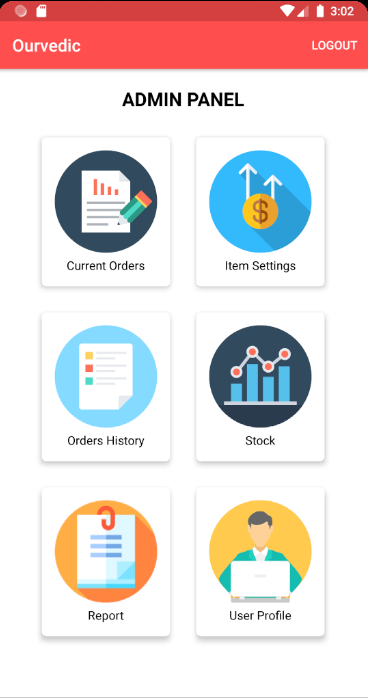 3:02
Ourvedic LOGOUT
ADMIN PANEL
Current Orders Item Settings
Orders History Stock
Report User Profile